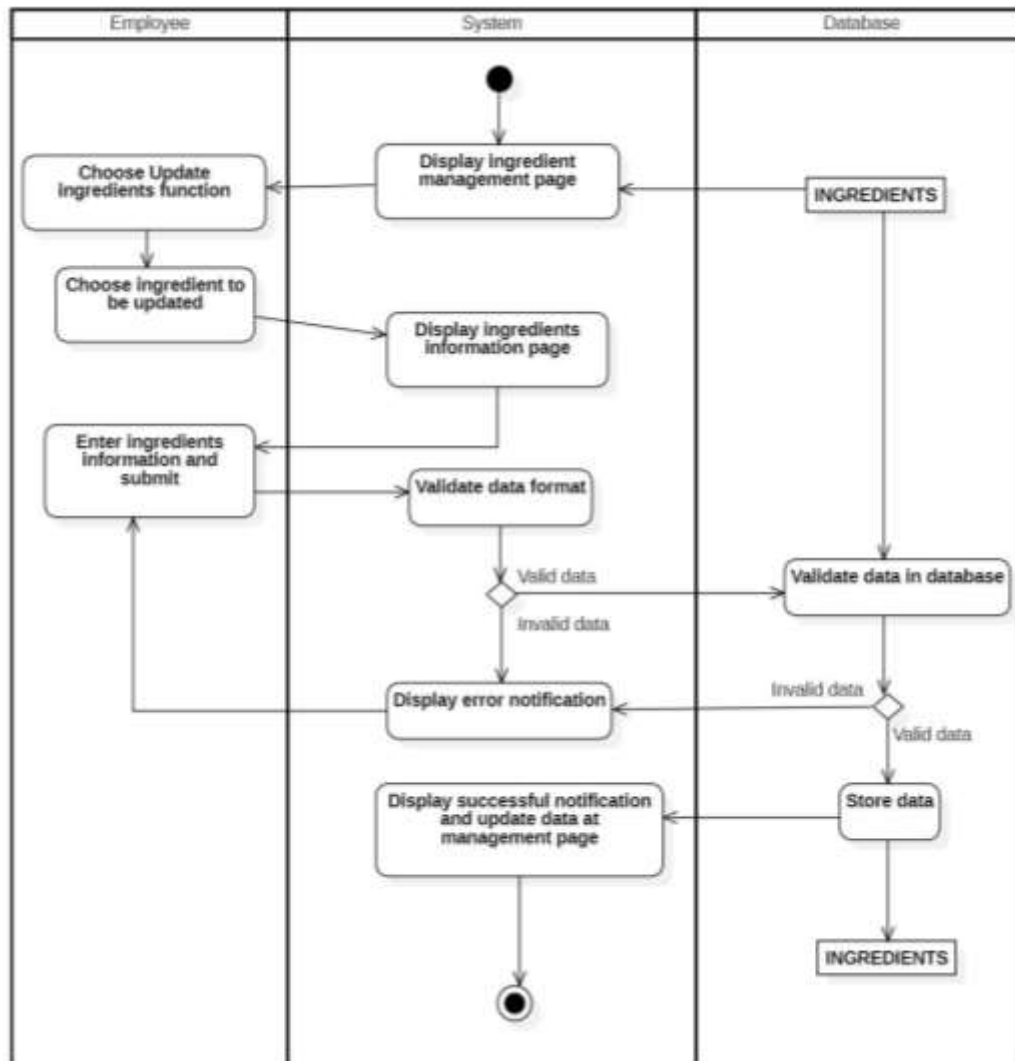 Employee
System
Database
Display ingredient
management page
Choose Update
ingredients function
INGREDIENTS
Choose ingredient to
be updated
Display ingredients
information page
Enter ingredients
information and
submit
Validate data format
Valid data
Validate data in database
Invalid data
Display error notification
Invalid data
Valid data
Display successful notification
and update data at
management page
Store data
INGREDIENTS